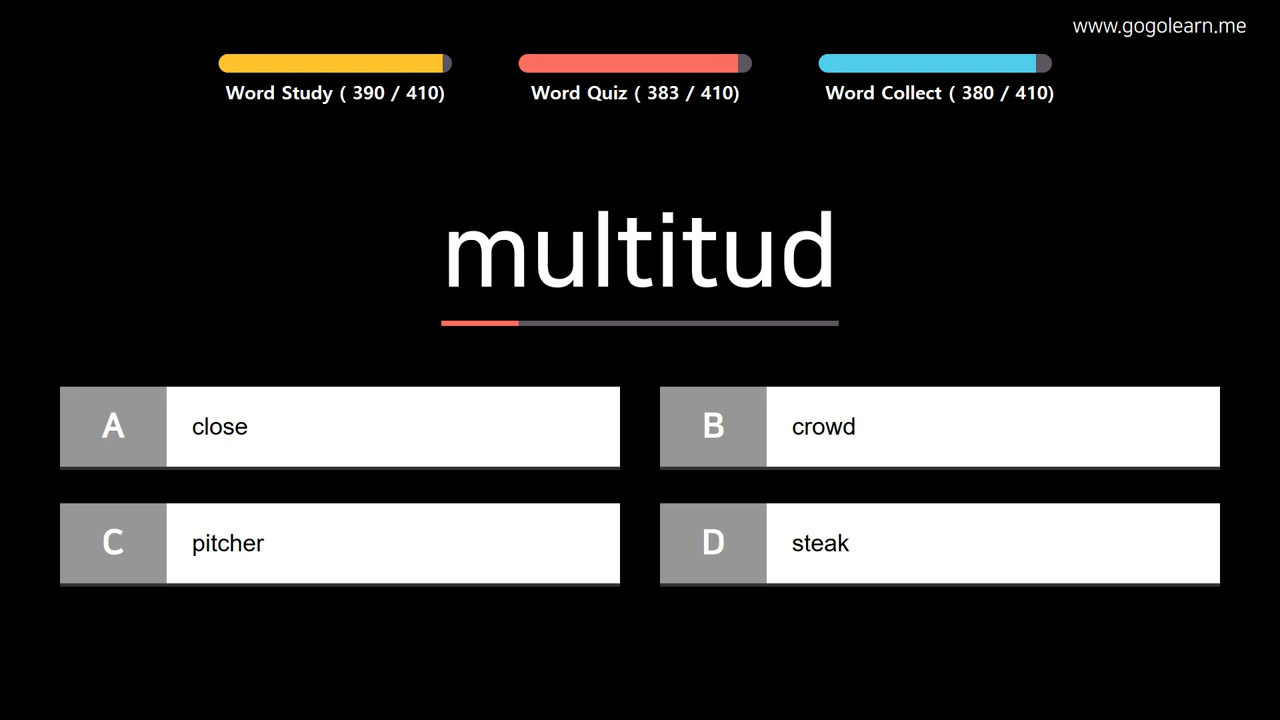 www.gogolearn.me
Word Study ( 390 / 410)
Word Quiz ( 383 / 410)
Word Collect ( 380 / 410)
multitud
A close
B crowd
C pitcher
D steak